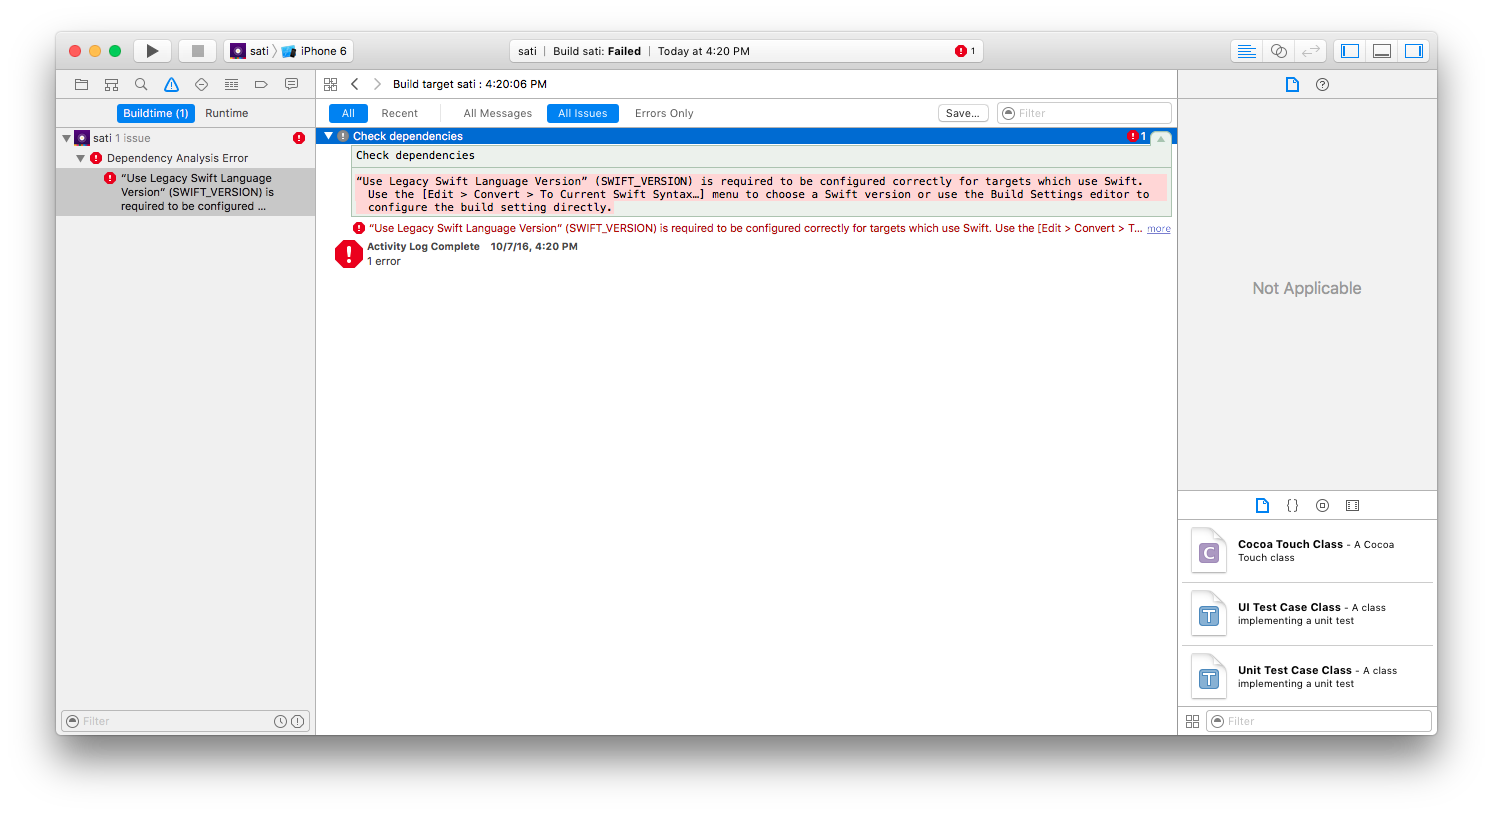 sati
iPhone 6
sati | Build sati: Failed | Today at 4:20 PM
1
Build target sati : 4:20:06 PM
Buildtime (1)
Runtime
All
Recent
All Messages
All Issues
Errors Only
Save...
Filter
sati 1 issue
Dependency Analysis Error
“Use Legacy Swift Language
Version” (SWIFT_VERSION) is
required to be configured ...
Check dependencies
1
Check dependencies
“Use Legacy Swift Language Version” (SWIFT_VERSION) is required to be configured correctly for targets which use Swift.
Use the [Edit > Convert > To Current Swift Syntax…] menu to choose a Swift version or use the Build Settings editor to
configure the build setting directly.
“Use Legacy Swift Language Version” (SWIFT_VERSION) is required to be configured correctly for targets which use Swift. Use the [Edit > Convert > T... more
Activity Log Complete 10/7/16, 4:20 PM
1 error
Not Applicable
C
Cocoa Touch Class - A Cocoa
Touch class
T
UI Test Case Class - A class
implementing a unit test
T
Unit Test Case Class - A class
implementing a unit test
Filter
Filter